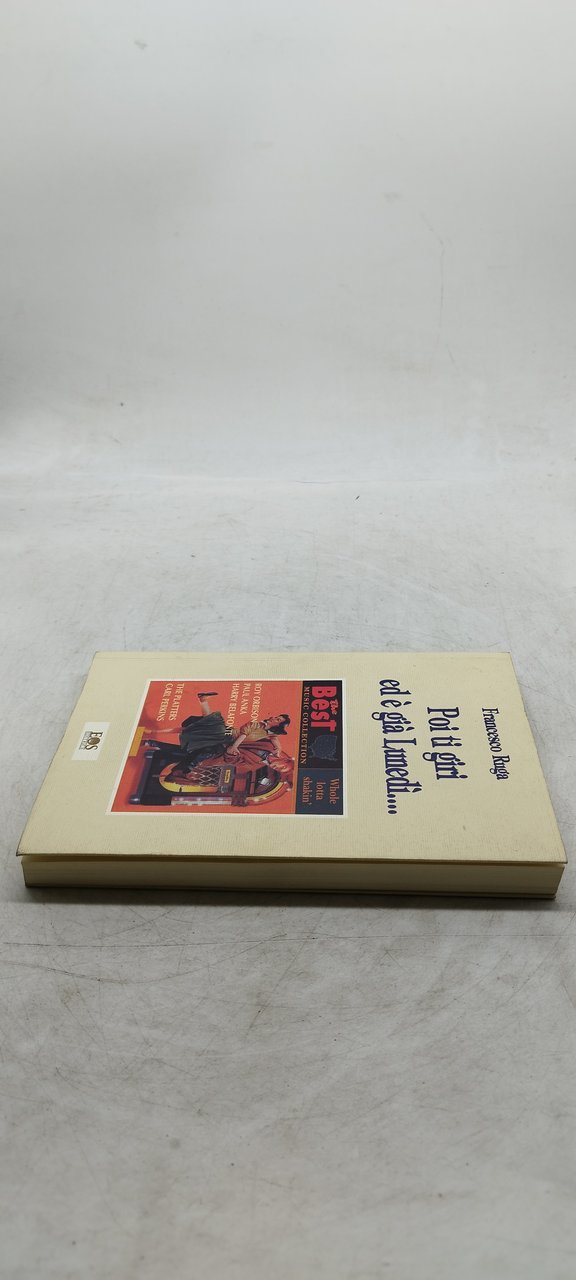 Francesco Ruga
Poi ti giri
ed è già Lunedì....
The
Best
MUSIC COLLECTION
Whole
lotta
shakin'
ROY ORBISON
PAUL ANKA
HARRY BELAFONTE
THE PLATTERS
CARL PERKINS
EOS